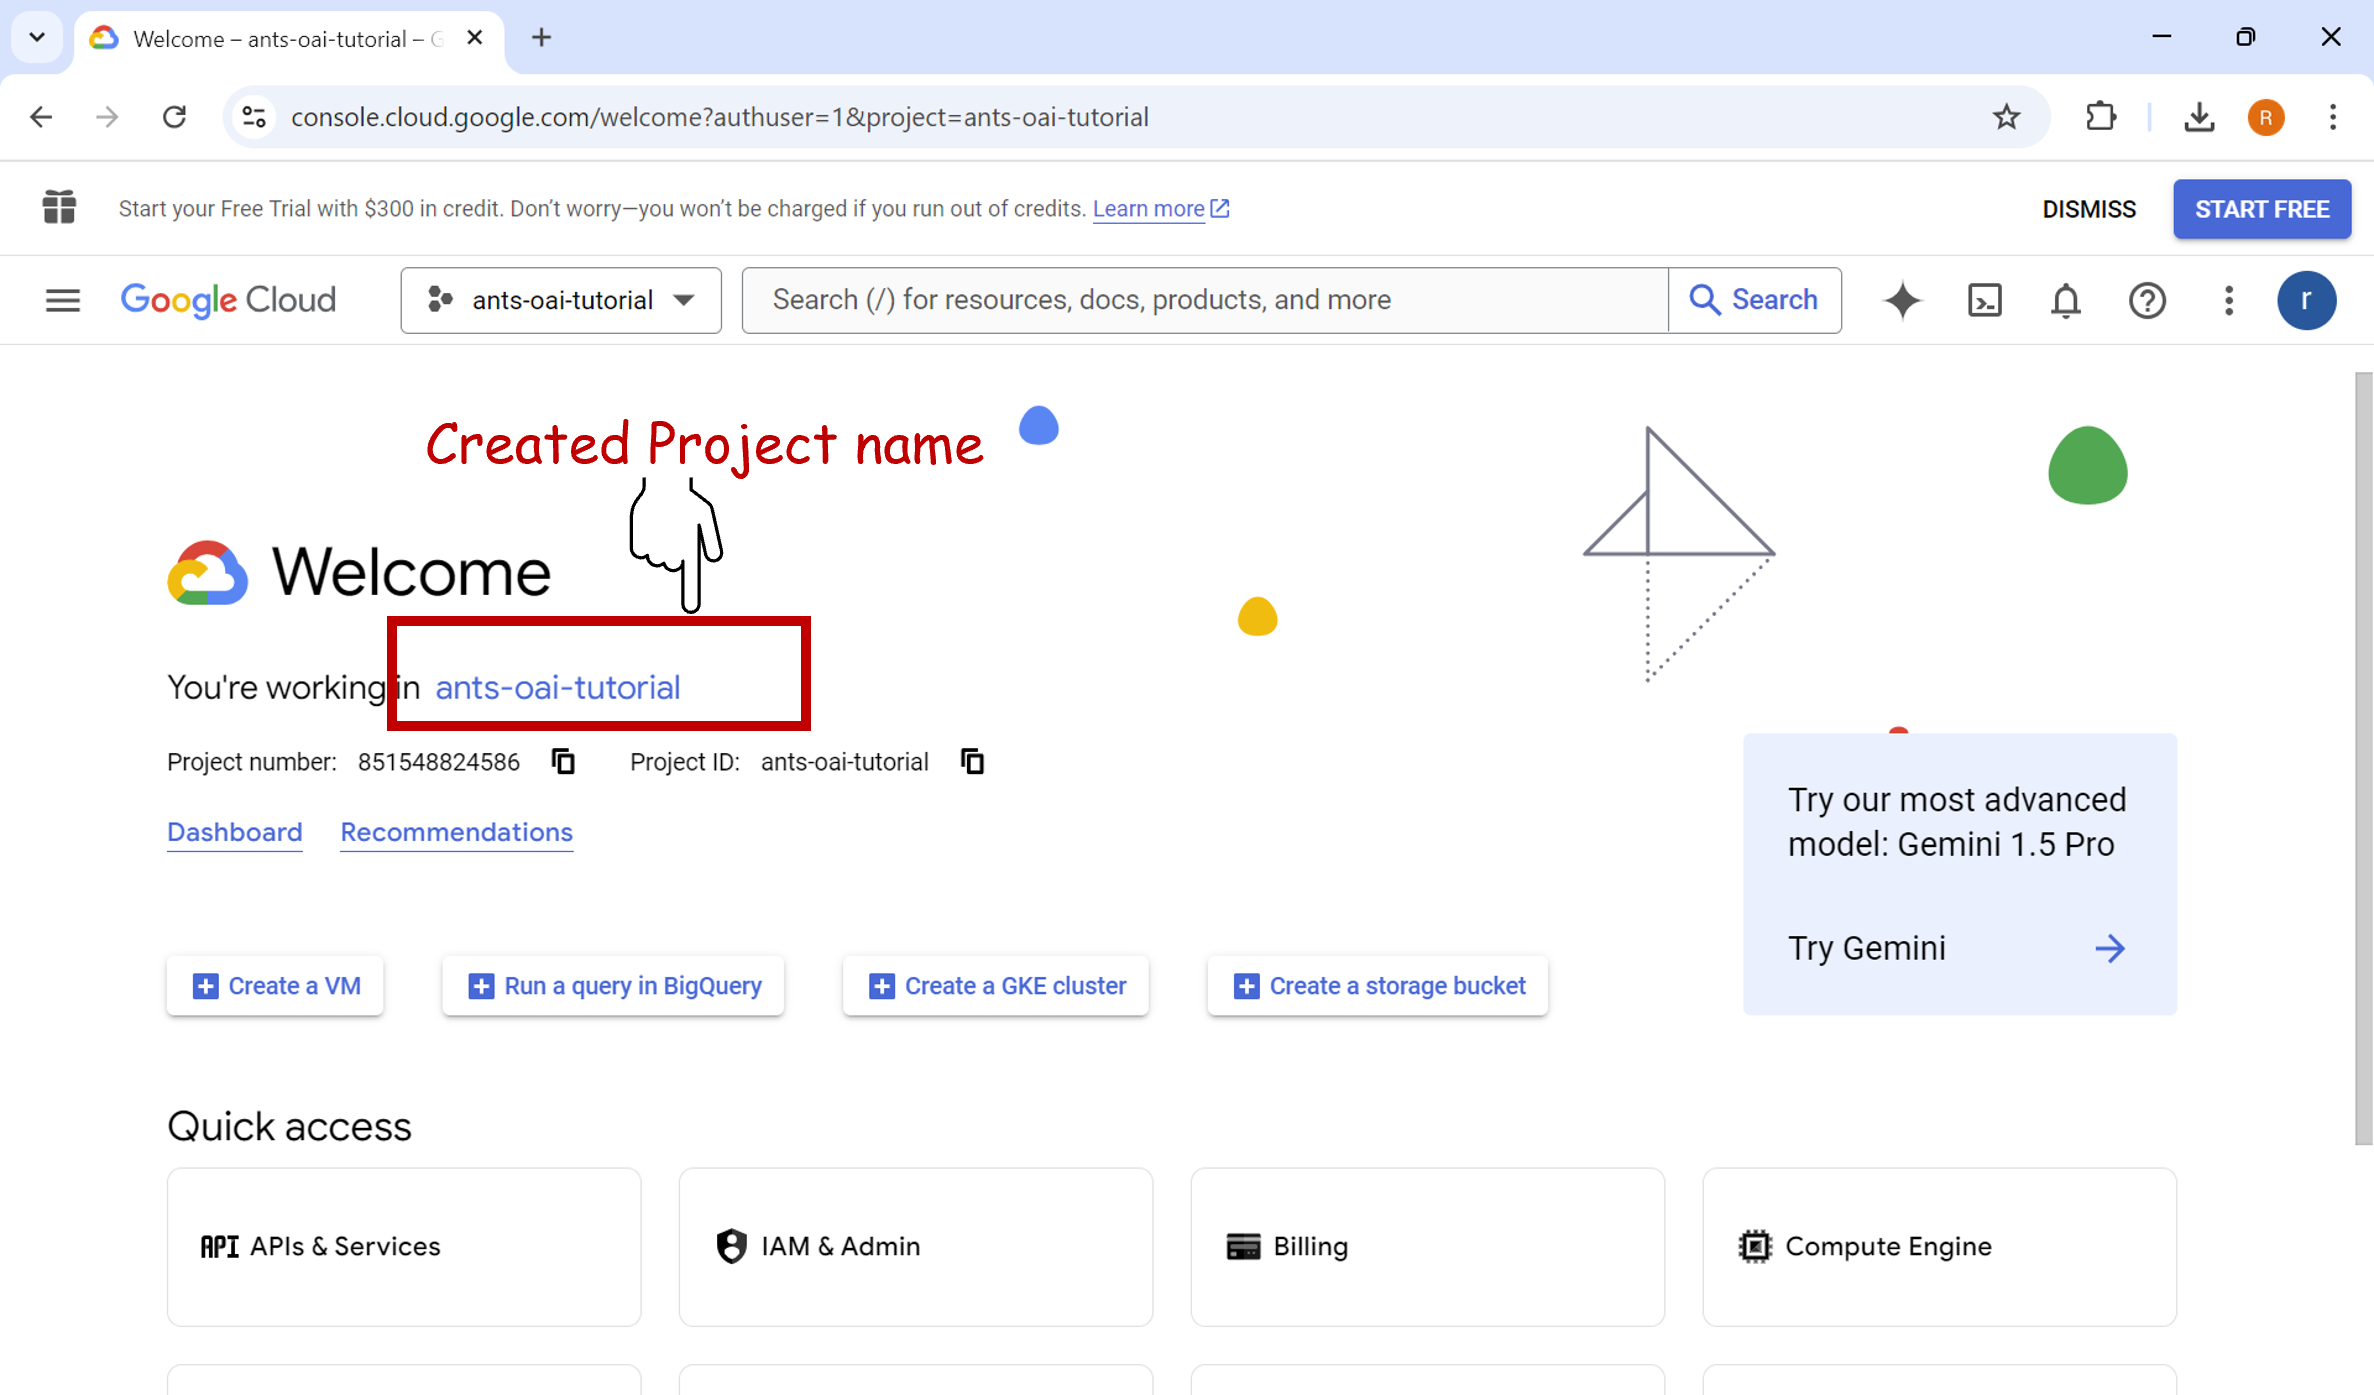 Welcome – ants-oai-tutorial – G
console.cloud.google.com/welcome?authuser=1&project=ants-oai-tutorial
R
Start your Free Trial with $300 in credit. Don’t worry—you won’t be charged if you run out of credits. Learn more
DISMISS
START FREE
Google Cloud
ants-oai-tutorial
Search (/) for resources, docs, products, and more
Search
r
Created Project name
Welcome
You're working in ants-oai-tutorial
Project number: 851548824586 Project ID: ants-oai-tutorial
Dashboard Recommendations
Try our most advanced
model: Gemini 1.5 Pro
Try Gemini
Create a VM
Run a query in BigQuery
Create a GKE cluster
Create a storage bucket
Quick access
API APIs & Services
IAM & Admin
Billing
Compute Engine